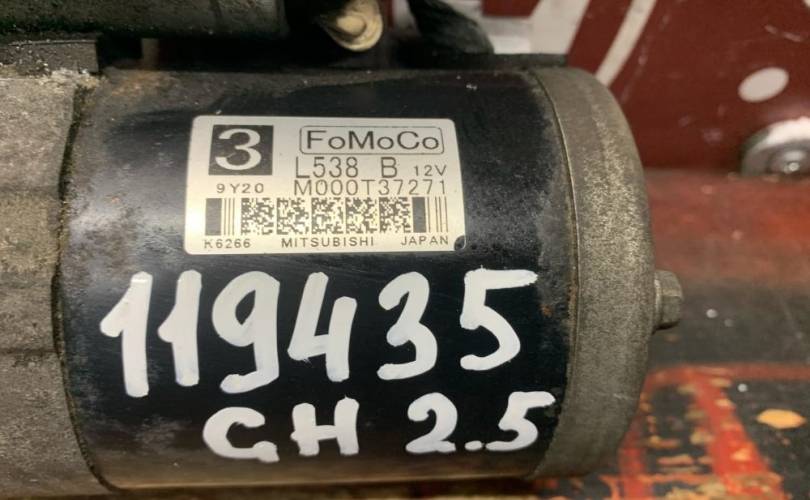 3 FoMoCo
L538 B 12V
9Y20 M000T37271
K6266 MITSUBISHI JAPAN
119435
GH 2.5